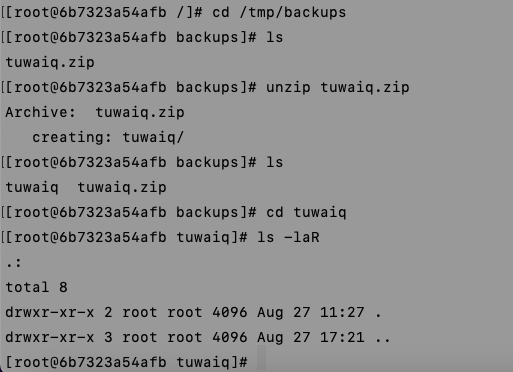 [[root@6b7323a54afb /]# cd /tmp/backups
[[root@6b7323a54afb backups]# ls
tuwaiq.zip
[[root@6b7323a54afb backups]# unzip tuwaiq.zip
Archive:  tuwaiq.zip
   creating: tuwaiq/
[[root@6b7323a54afb backups]# ls
tuwaiq  tuwaiq.zip
[[root@6b7323a54afb backups]# cd tuwaiq
[[root@6b7323a54afb tuwaiq]# ls -laR
.:
total 8
drwxr-xr-x 2 root root 4096 Aug 27 11:27 .
drwxr-xr-x 3 root root 4096 Aug 27 17:21 ..
[root@6b7323a54afb tuwaiq]#